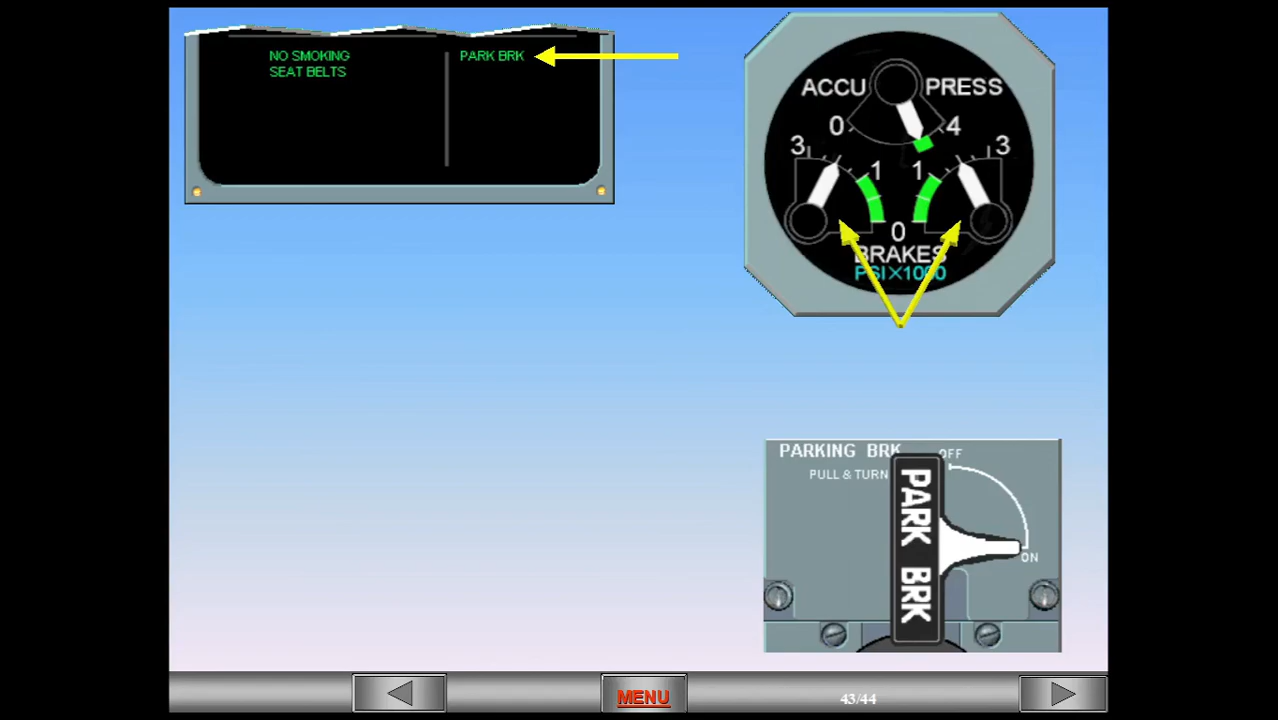 NO SMOKING
SEAT BELTS
PARK BRK
ACCU PRESS
0 4
3 3
1 1
0
BRAKES
PSI×1000
PARKING BRK
OFF
PULL & TURN
PARK BRK
ON
MENU
43/44